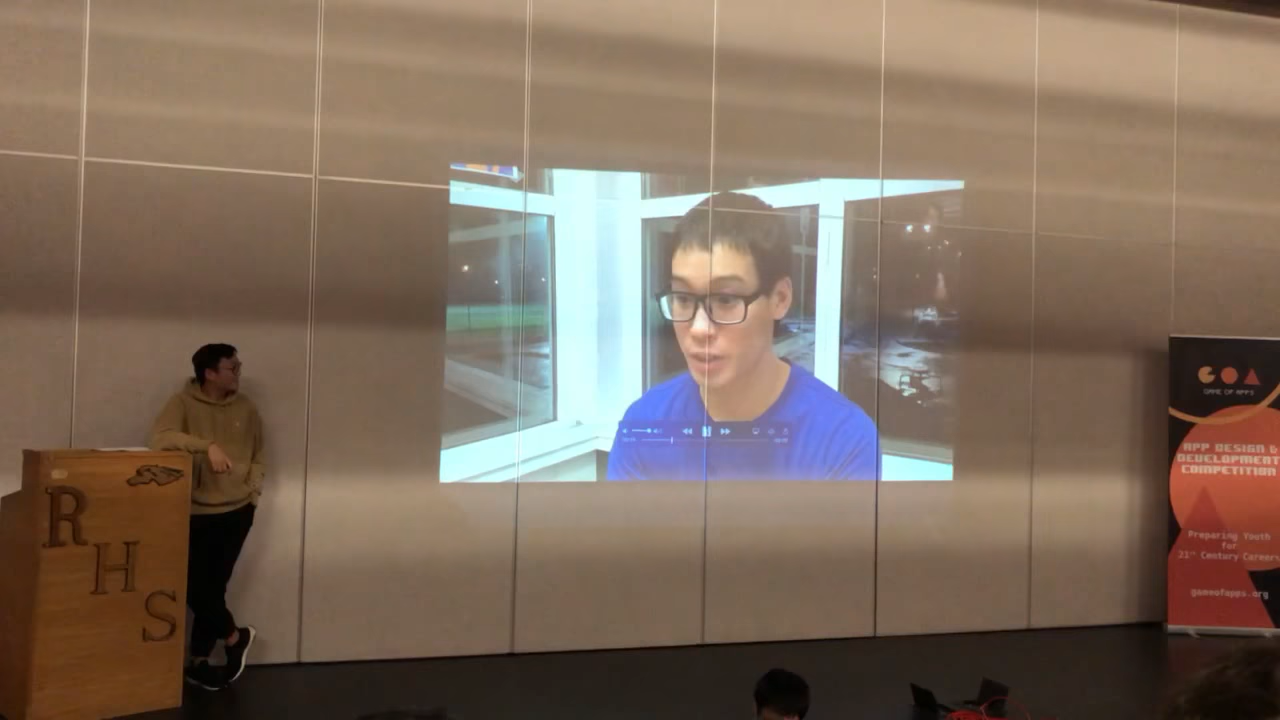 R
H
S
GOA
GAME OF APPS
APP DESIGN &
DEVELOPMENT
COMPETITION
Preparing Youth
for
21st Century Careers
gameofapps.org